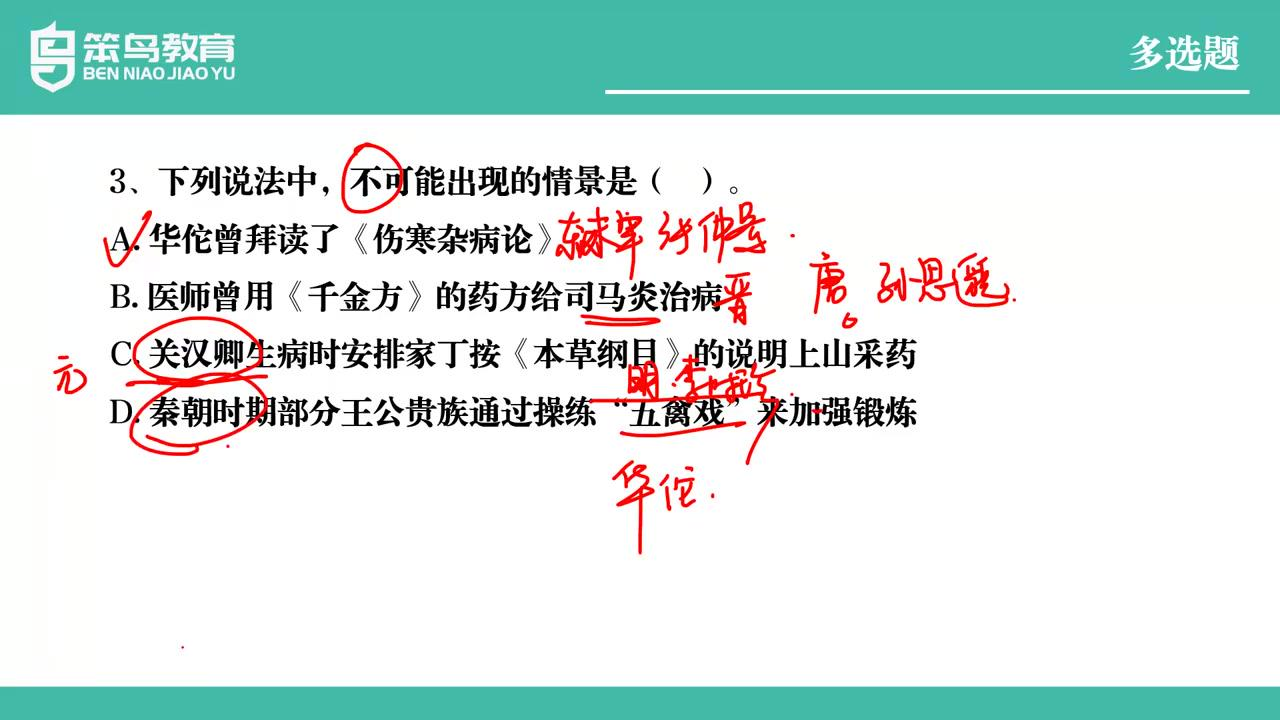 笨鸟教育
BEN NIAO JIAO YU
多选题
3、下列说法中，不可能出现的情景是（ ）。
A. 华佗曾拜读了《伤寒杂病论》东汉末年 张仲景
B. 医师曾用《千金方》的药方给司马炎治病 晋 唐 孙思邈
元
C. 关汉卿生病时安排家丁按《本草纲目》的说明上山采药
明·李时珍
D. 秦朝时期部分王公贵族通过操练“五禽戏”来加强锻炼
华佗